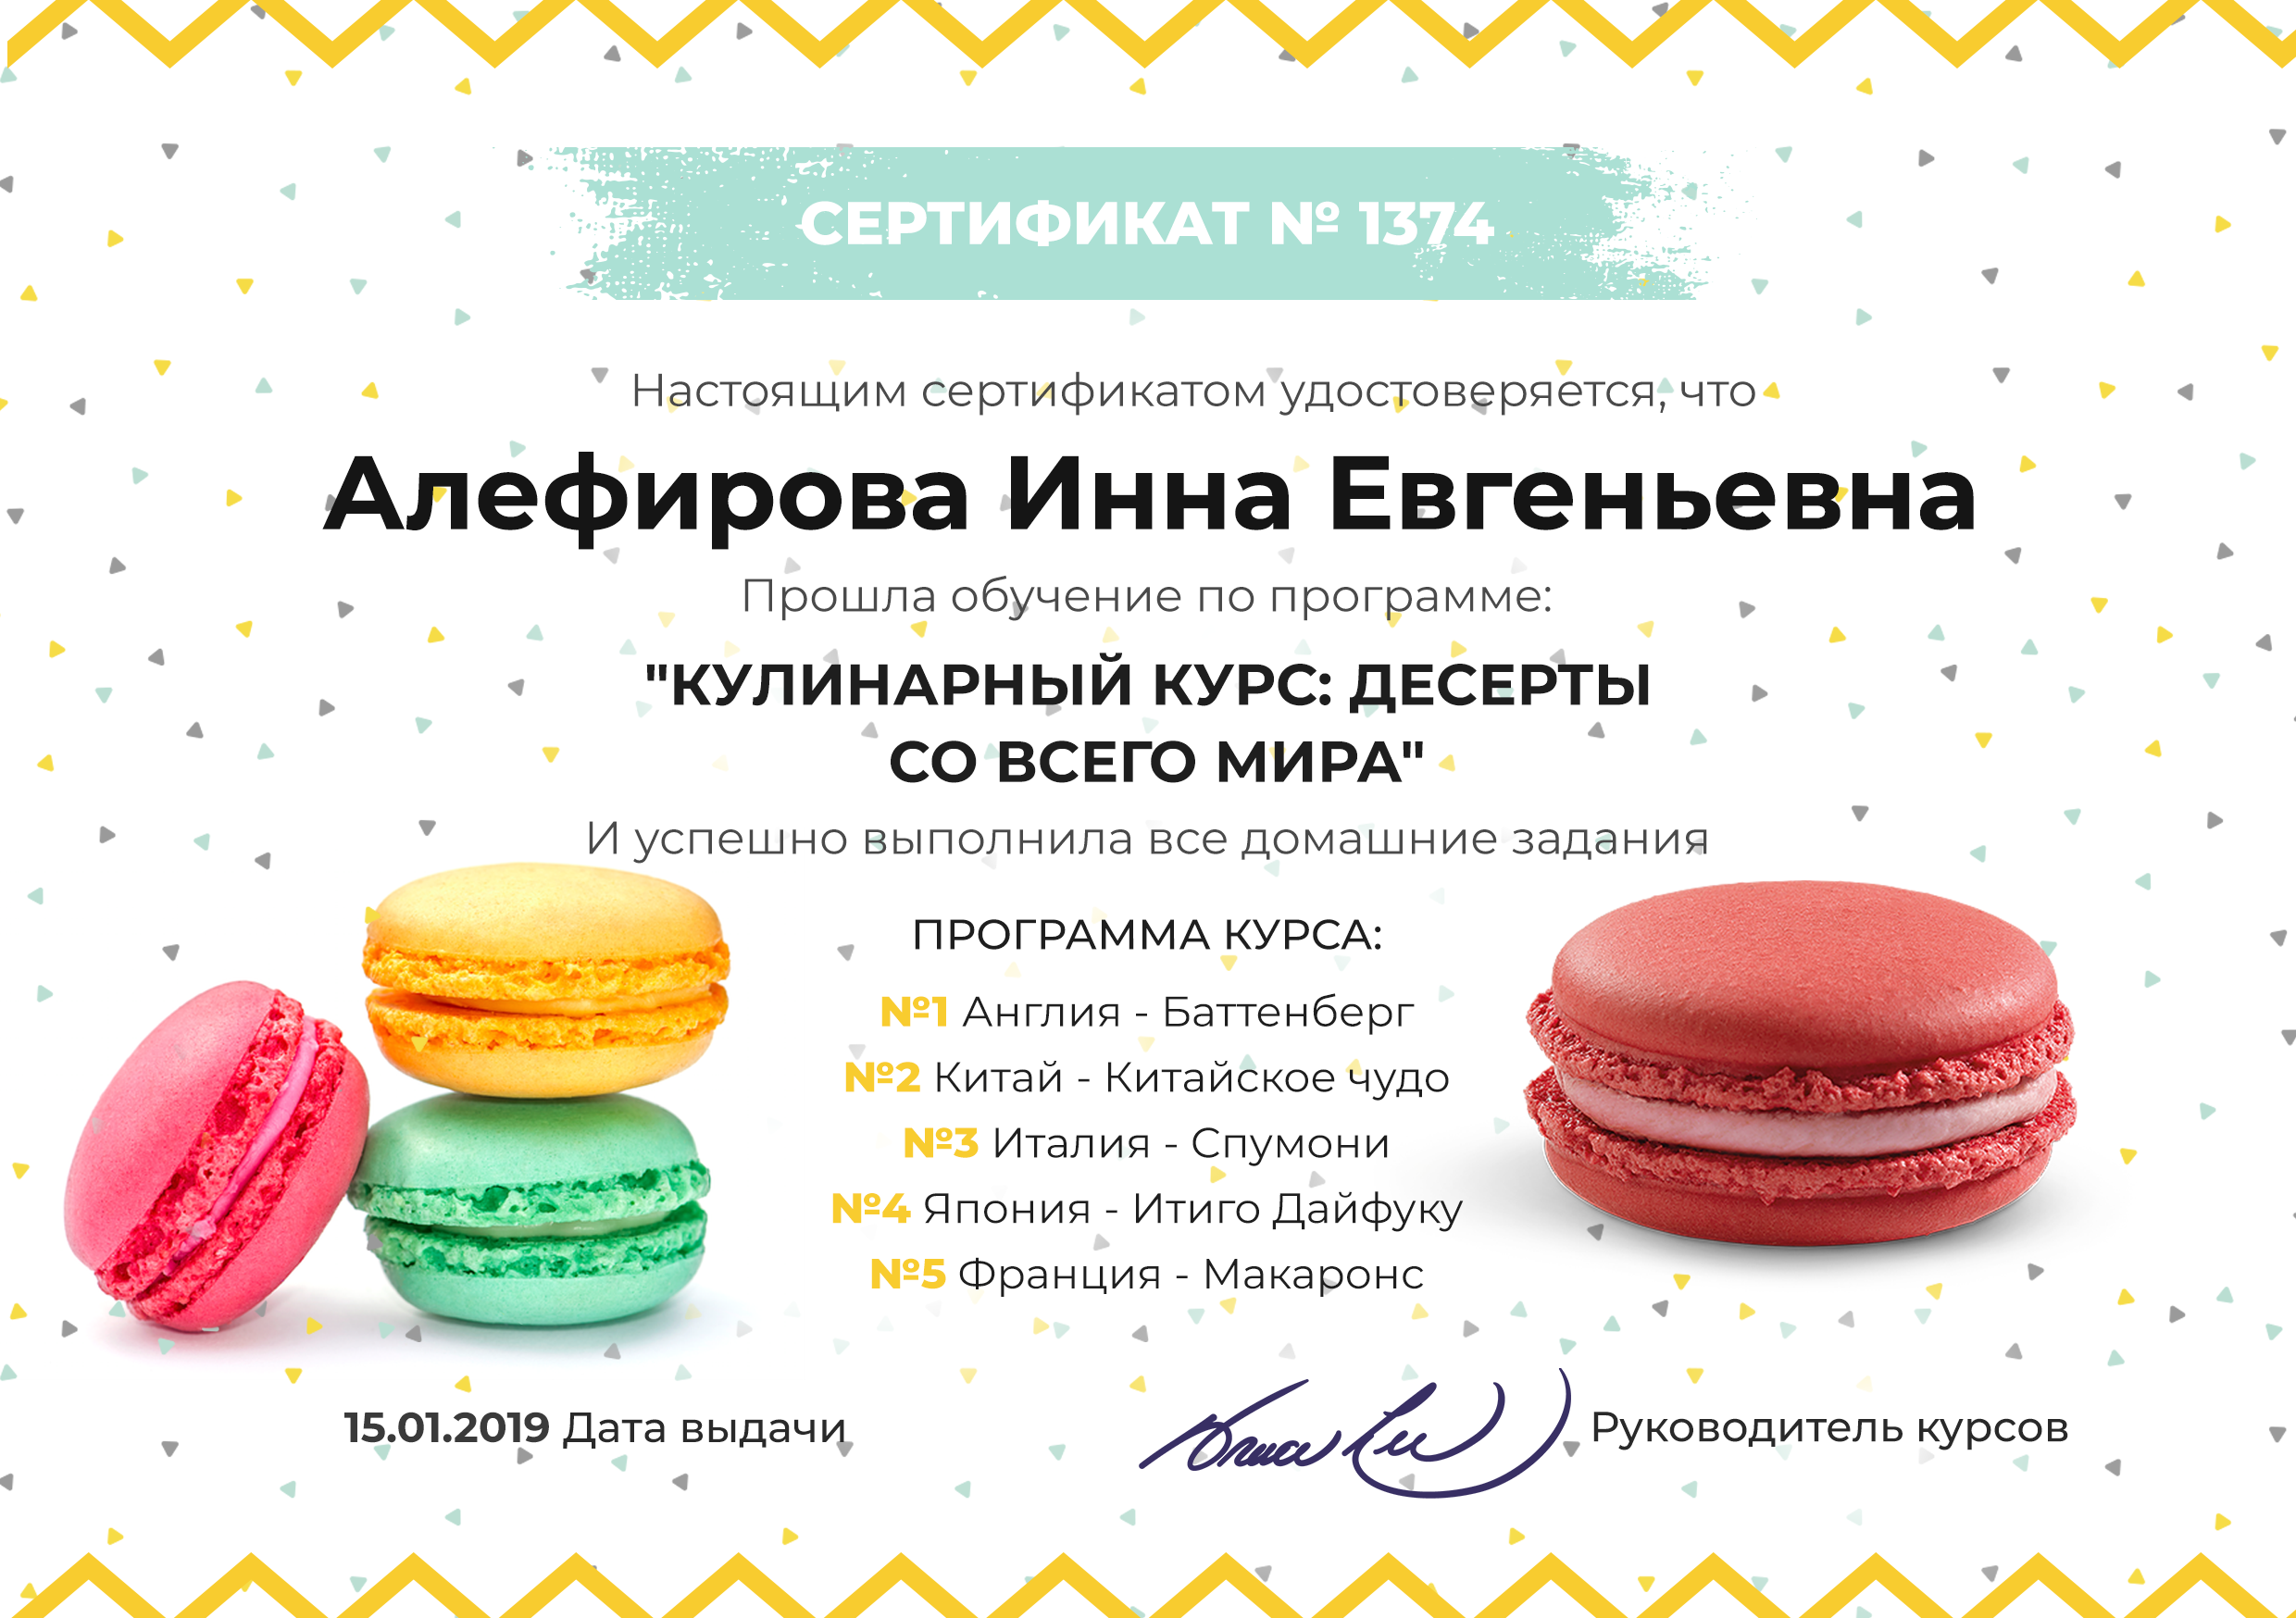 СЕРТИФИКАТ № 1374
Настоящим сертификатом удостоверяется, что
Алефирова Инна Евгеньевна
Прошла обучение по программе:
"КУЛИНАРНЫЙ КУРС: ДЕСЕРТЫ
СО ВСЕГО МИРА"
И успешно выполнила все домашние задания
ПРОГРАММА КУРСА:
№1 Англия - Баттенберг
№2 Китай - Китайское чудо
№3 Италия - Спумони
№4 Япония - Итиго Дайфуку
№5 Франция - Макаронс
15.01.2019 Дата выдачи
Руководитель курсов